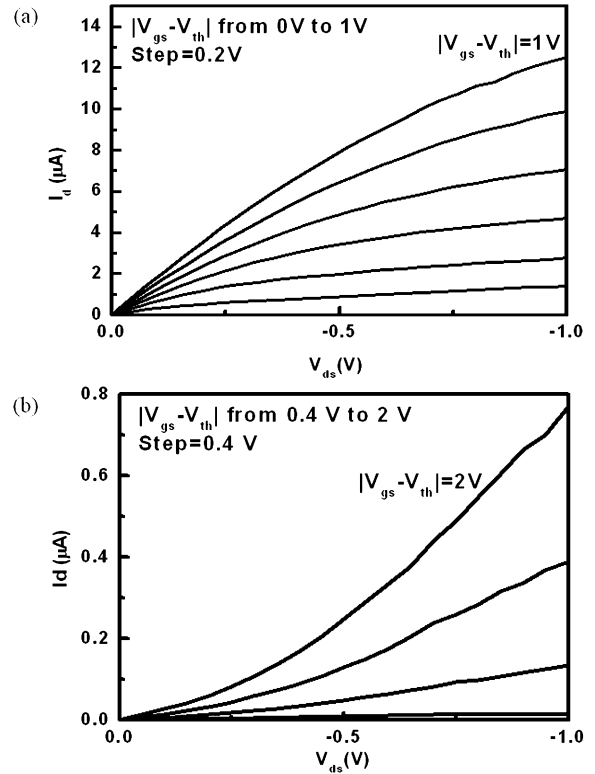 (a)
|Vgs-Vth| from 0V to 1V
Step=0.2V
|Vgs-Vth|=1V
14
12
10
8
6
4
2
0
Id (μA)
0.0 -0.5 -1.0
Vds(V)
(b)
|Vgs-Vth| from 0.4 V to 2 V
Step=0.4 V
|Vgs-Vth|=2V
0.8
0.6
0.4
0.2
0.0
Id (μA)
0.0 -0.5 -1.0
Vds(V)